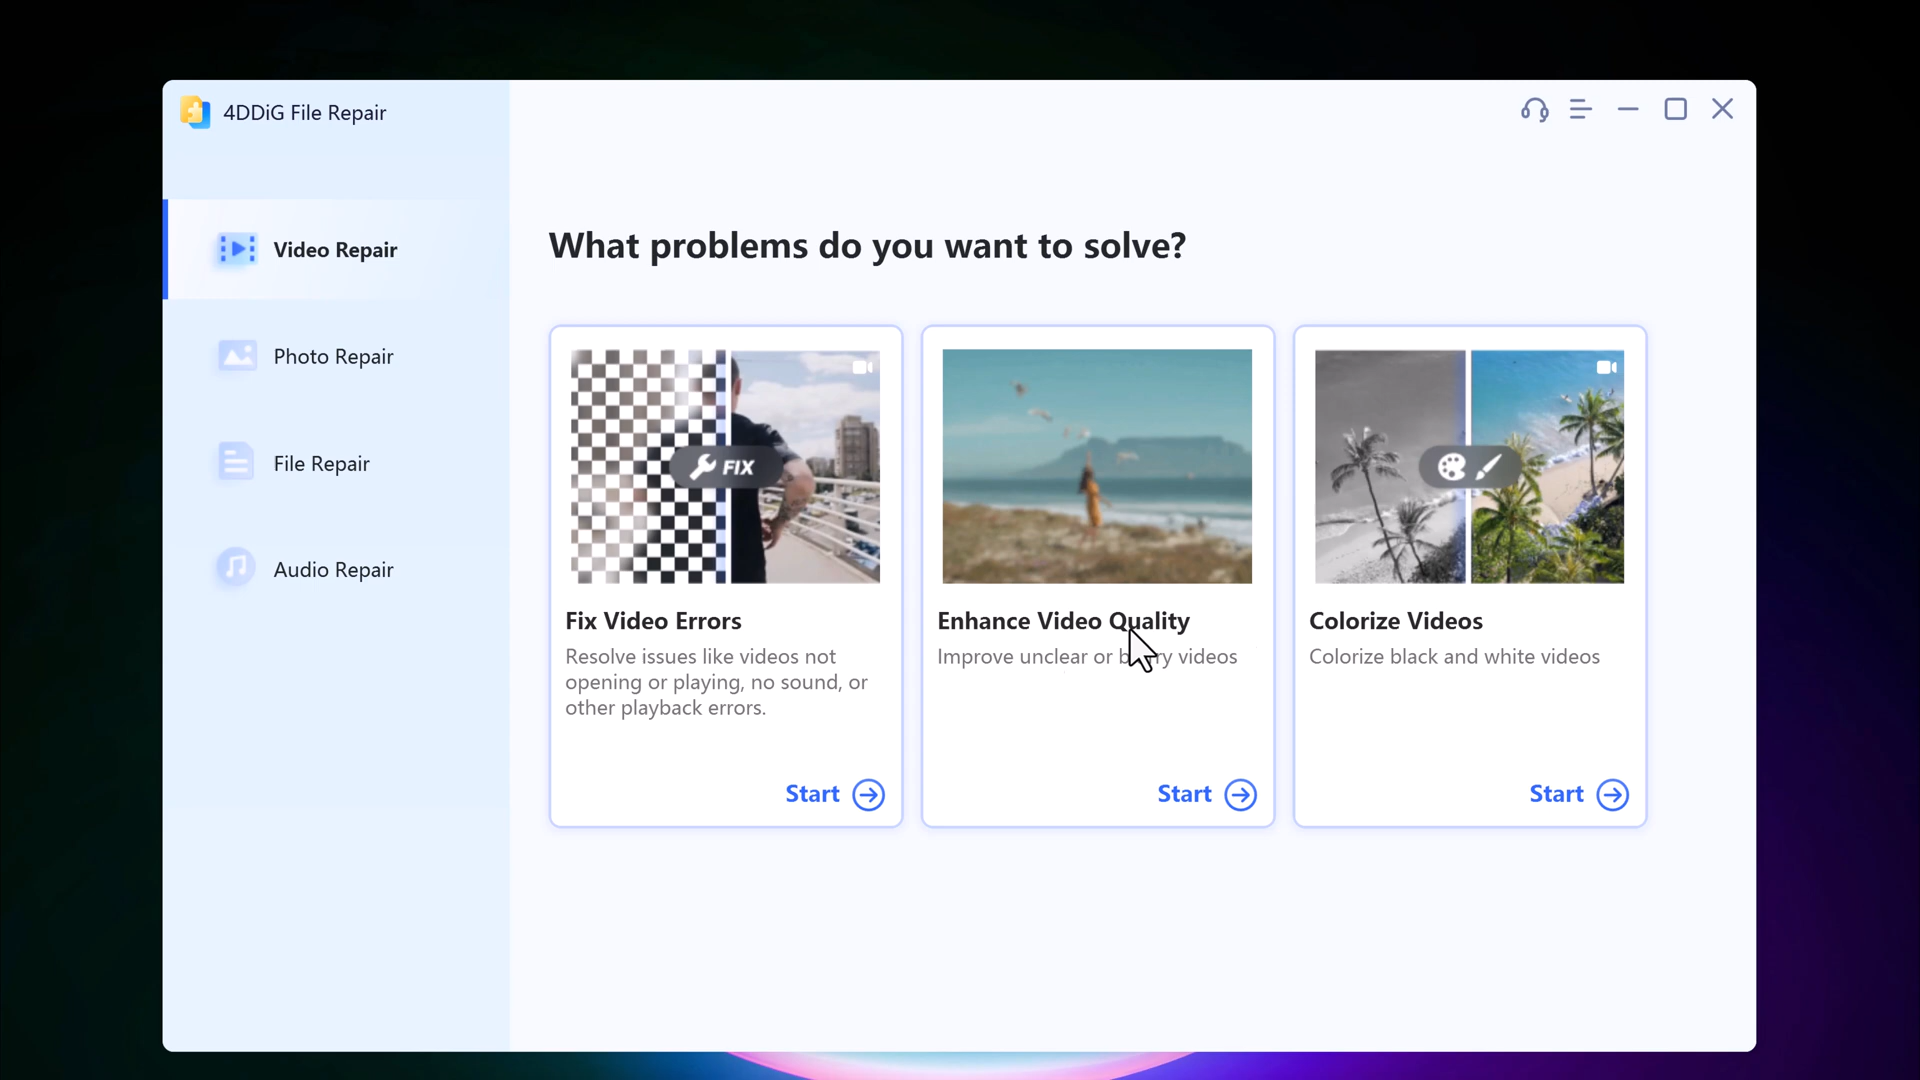 4DDiG File Repair
Video Repair
Photo Repair
File Repair
Audio Repair
What problems do you want to solve?
FIX
Fix Video Errors
Resolve issues like videos not
opening or playing, no sound, or
other playback errors.
Start
Enhance Video Quality
Improve unclear or blurry videos
Start
Colorize Videos
Colorize black and white videos
Start